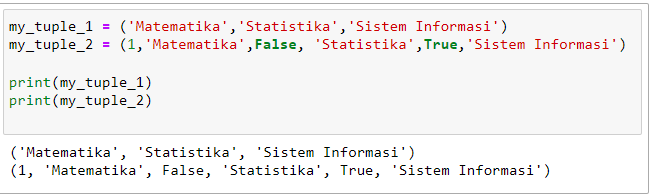 my_tuple_1 = ('Matematika','Statistika','Sistem Informasi')
my_tuple_2 = (1,'Matematika',False, 'Statistika',True,'Sistem Informasi')
print(my_tuple_1)
print(my_tuple_2)
('Matematika', 'Statistika', 'Sistem Informasi')
(1, 'Matematika', False, 'Statistika', True, 'Sistem Informasi')